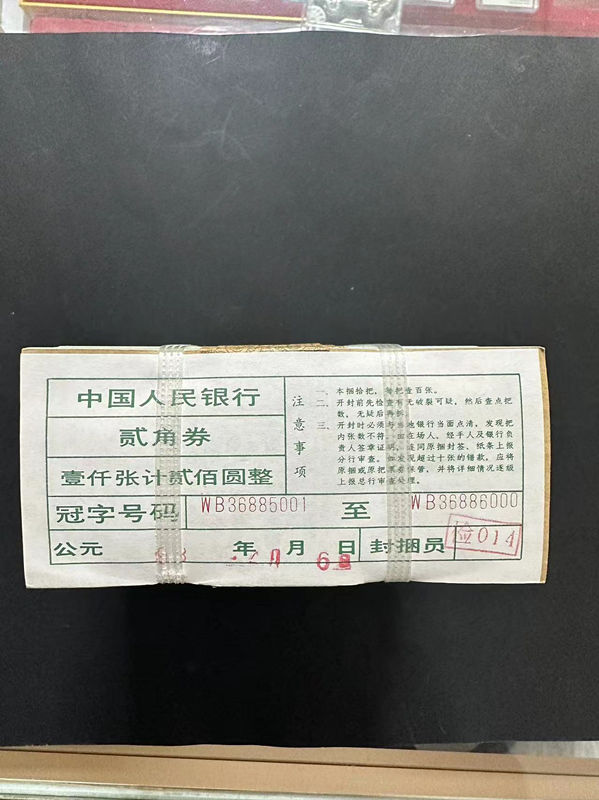 中国人民银行
贰角券
壹仟张计贰佰圆整
冠字号码 WB36885001 至 WB36886000
公元 年 月 6日 封捆员 检014
注意事项
一、本捆恰把，每把壹百张。
二、开封前先检查有无破裂可疑，然后查点把
数，无疑后再拆。
三、开封时必须与当地银行当面点清，发现把
内张数不符，由在场人，经手人及银行负
责人签章证明，连同原捆封签、纸条上报
分行审查，如发现超过十张的错款，应将
原捆或原把票券保管，并将详细情况逐级
上报总行审查处理。